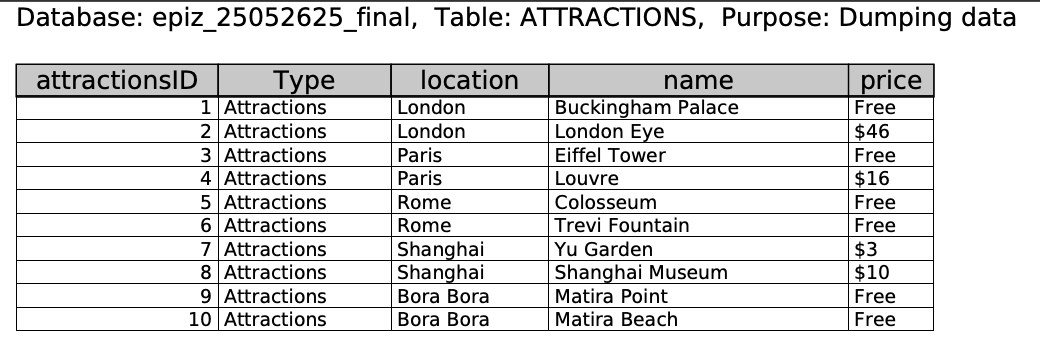 Database: epiz_25052625_final, Table: ATTRACTIONS, Purpose: Dumping data
attractionsID Type location name price
1 Attractions London Buckingham Palace Free
2 Attractions London London Eye $46
3 Attractions Paris Eiffel Tower Free
4 Attractions Paris Louvre $16
5 Attractions Rome Colosseum Free
6 Attractions Rome Trevi Fountain Free
7 Attractions Shanghai Yu Garden $3
8 Attractions Shanghai Shanghai Museum $10
9 Attractions Bora Bora Matira Point Free
10 Attractions Bora Bora Matira Beach Free